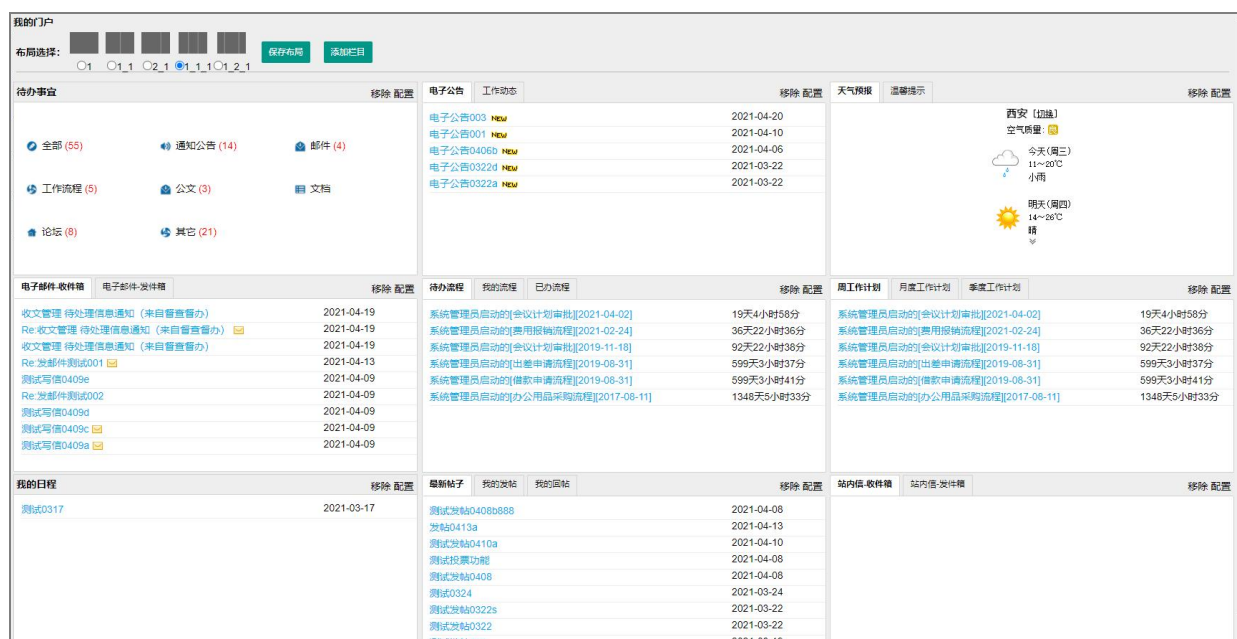 我的门户
布局选择：
1 1_1 2_1 1_1_1 1_2_1
保存布局 添加栏目
待办事宜 移除 配置
全部 (55) 通知公告 (14) 邮件 (4)
工作流程 (5) 公文 (3) 文档
论坛 (8) 其它 (21)
电子公告 工作动态 移除 配置
电子公告003 NEW 2021-04-20
电子公告001 NEW 2021-04-10
电子公告0406b NEW 2021-04-06
电子公告0322d NEW 2021-03-22
电子公告0322a NEW 2021-03-22
天气预报 温馨提示 移除 配置
西安 [切换]
空气质量:
今天(周三)
11～20℃
小雨
明天(周四)
14～26℃
晴
电子邮件-收件箱 电子邮件-发件箱 移除 配置
收文管理 待处理信息通知（来自督查督办） 2021-04-19
Re:收文管理 待处理信息通知（来自督查督办） 2021-04-19
收文管理 待处理信息通知（来自督查督办） 2021-04-19
Re:发邮件测试001 2021-04-13
测试写信0409e 2021-04-09
Re:发邮件测试002 2021-04-09
测试写信0409d 2021-04-09
测试写信0409c 2021-04-09
测试写信0409a 2021-04-09
待办流程 我的流程 已办流程 移除 配置
系统管理员启动的[会议计划审批][2021-04-02] 19天4小时58分
系统管理员启动的[费用报销流程][2021-02-24] 36天22小时36分
系统管理员启动的[会议计划审批][2019-11-18] 92天22小时38分
系统管理员启动的[出差申请流程][2019-08-31] 599天3小时37分
系统管理员启动的[借款申请流程][2019-08-31] 599天3小时41分
系统管理员启动的[办公用品采购流程][2017-08-11] 1348天5小时33分
周工作计划 月度工作计划 季度工作计划 移除 配置
系统管理员启动的[会议计划审批][2021-04-02] 19天4小时58分
系统管理员启动的[费用报销流程][2021-02-24] 36天22小时36分
系统管理员启动的[会议计划审批][2019-11-18] 92天22小时38分
系统管理员启动的[出差申请流程][2019-08-31] 599天3小时37分
系统管理员启动的[借款申请流程][2019-08-31] 599天3小时41分
系统管理员启动的[办公用品采购流程][2017-08-11] 1348天5小时33分
我的日程 移除 配置
测试0317 2021-03-17
最新帖子 我的发帖 我的回帖 移除 配置
测试发帖0408b888 2021-04-08
发帖0413a 2021-04-13
测试发帖0410a 2021-04-10
测试投票功能 2021-04-08
测试发帖0408 2021-04-08
测试0324 2021-03-24
测试发帖0322s 2021-03-22
测试发帖0322 2021-03-22
站内信-收件箱 站内信-发件箱 移除 配置